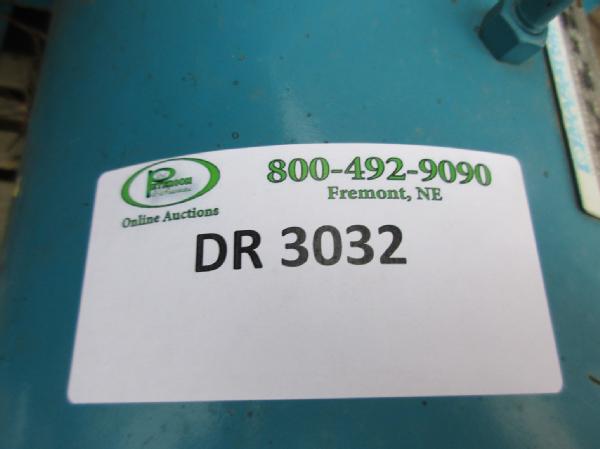 800-492-9090
Fremont, NE
Online Auctions
DR 3032